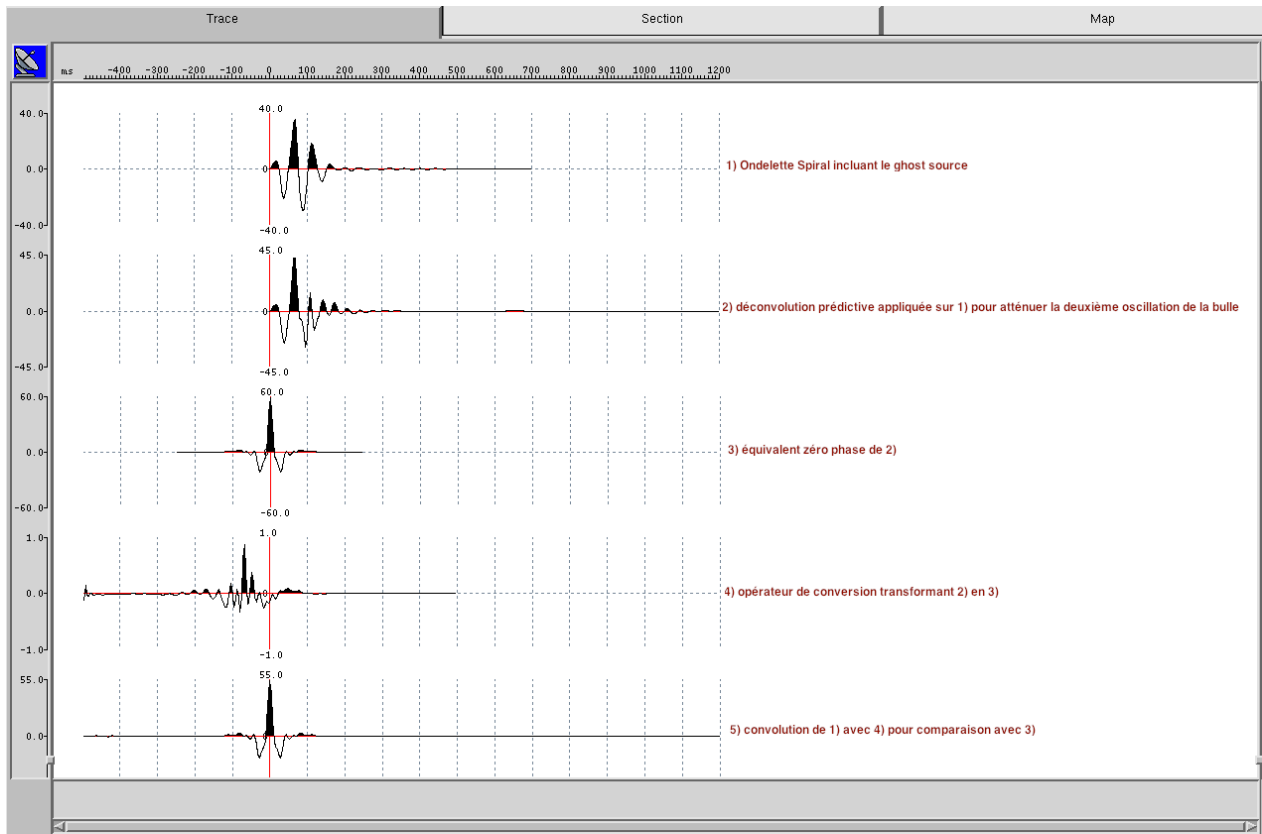 Trace Section Map
ms -400 -300 -200 -100 0 100 200 300 400 500 600 700 800 900 1000 1100 1200
40.0 40.0
0.0 0 1) Ondelette Spiral incluant le ghost source
-40.0 -40.0
45.0 45.0
0.0 0 2) déconvolution prédictive appliquée sur 1) pour atténuer la deuxième oscillation de la bulle
-45.0 -45.0
60.0 60.0
0.0 0 3) équivalent zéro phase de 2)
-60.0 -60.0
1.0 1.0
0.0 0 4) opérateur de conversion transformant 2) en 3)
-1.0 -1.0
55.0 55.0
0.0 0 5) convolution de 1) avec 4) pour comparaison avec 3)